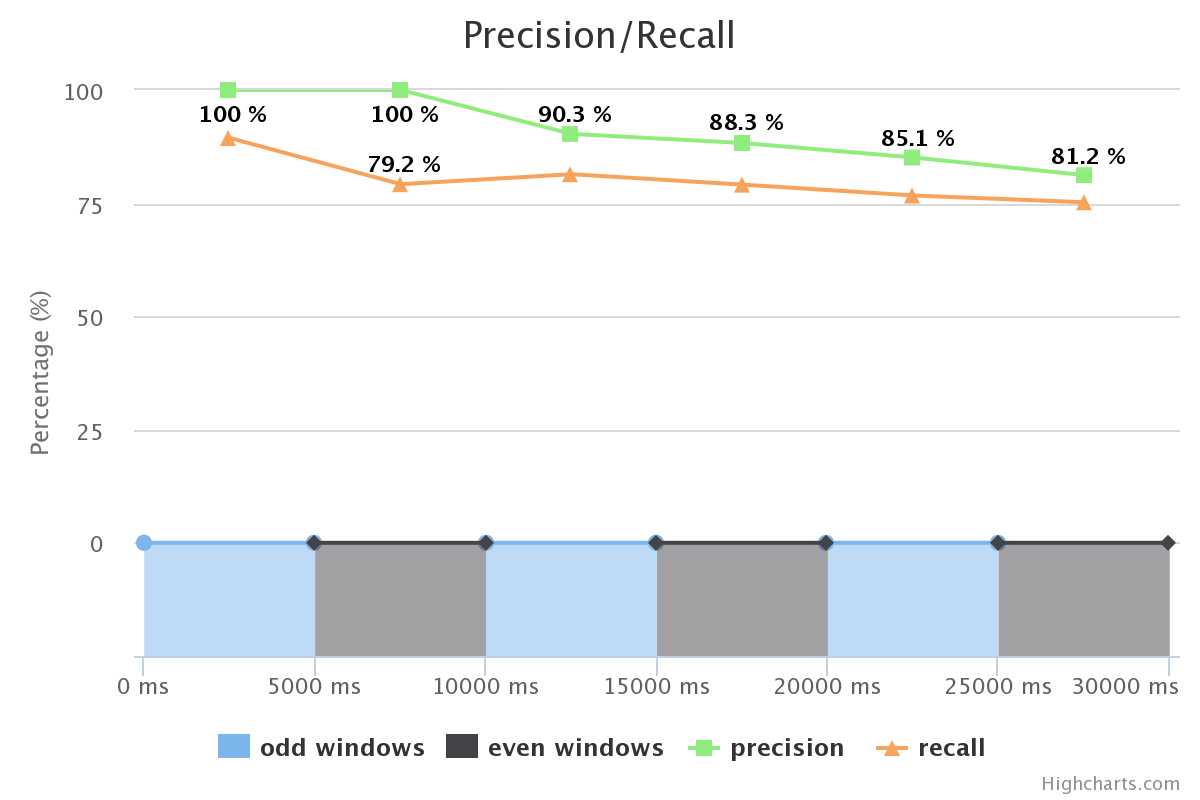 Precision/Recall
Percentage (%)
100
75
50
25
0
100 %
100 %
90.3 %
88.3 %
85.1 %
81.2 %
79.2 %
0 ms
5000 ms
10000 ms
15000 ms
20000 ms
25000 ms
30000 ms
odd windows
even windows
precision
recall
Highcharts.com